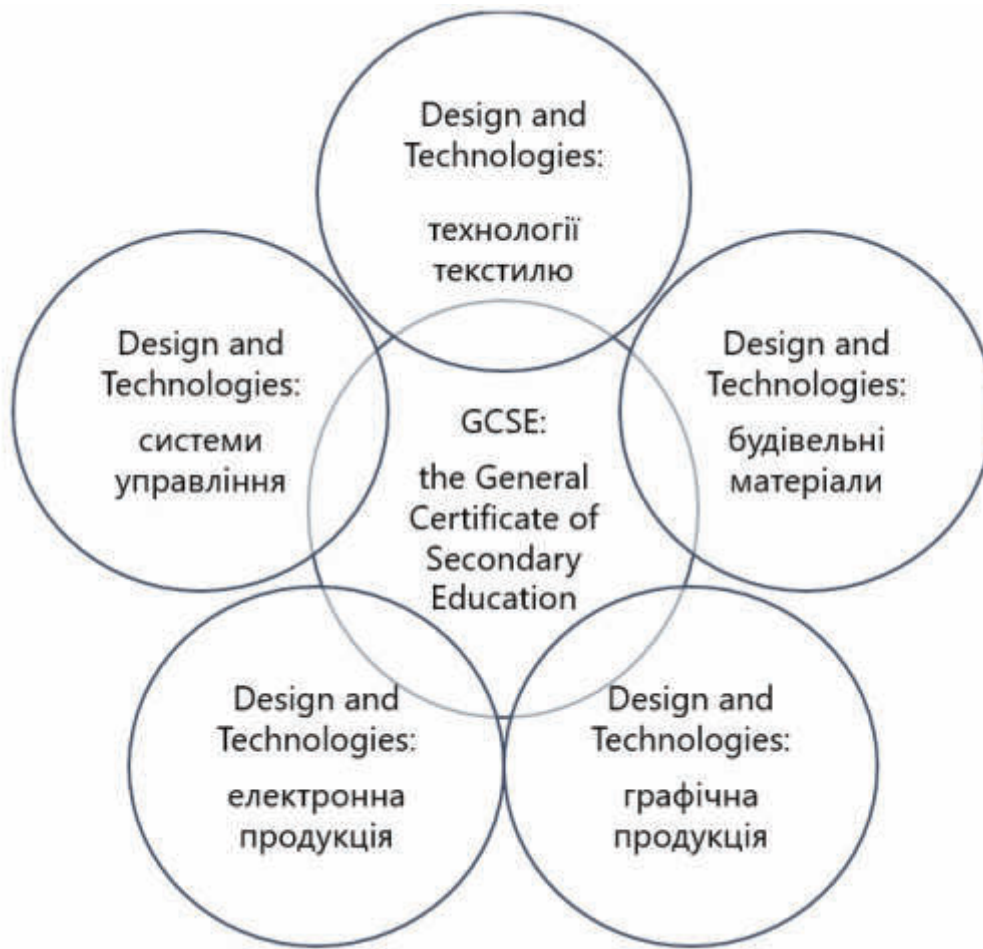 Design and
Technologies:
технології
текстилю
Design and
Technologies:
системи
управління
Design and
Technologies:
будівельні
матеріали
GCSE:
the General
Certificate of
Secondary
Education
Design and
Technologies:
електронна
продукція
Design and
Technologies:
графічна
продукція